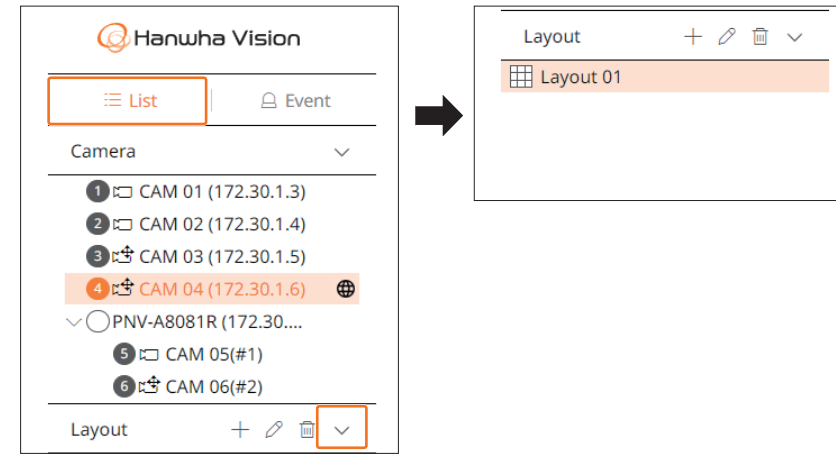 Hanwha Vision
List
Event
Camera
1 CAM 01 (172.30.1.3)
2 CAM 02 (172.30.1.4)
3 CAM 03 (172.30.1.5)
4 CAM 04 (172.30.1.6)
PNV-A8081R (172.30....
5 CAM 05(#1)
6 CAM 06(#2)
Layout
Layout
Layout 01